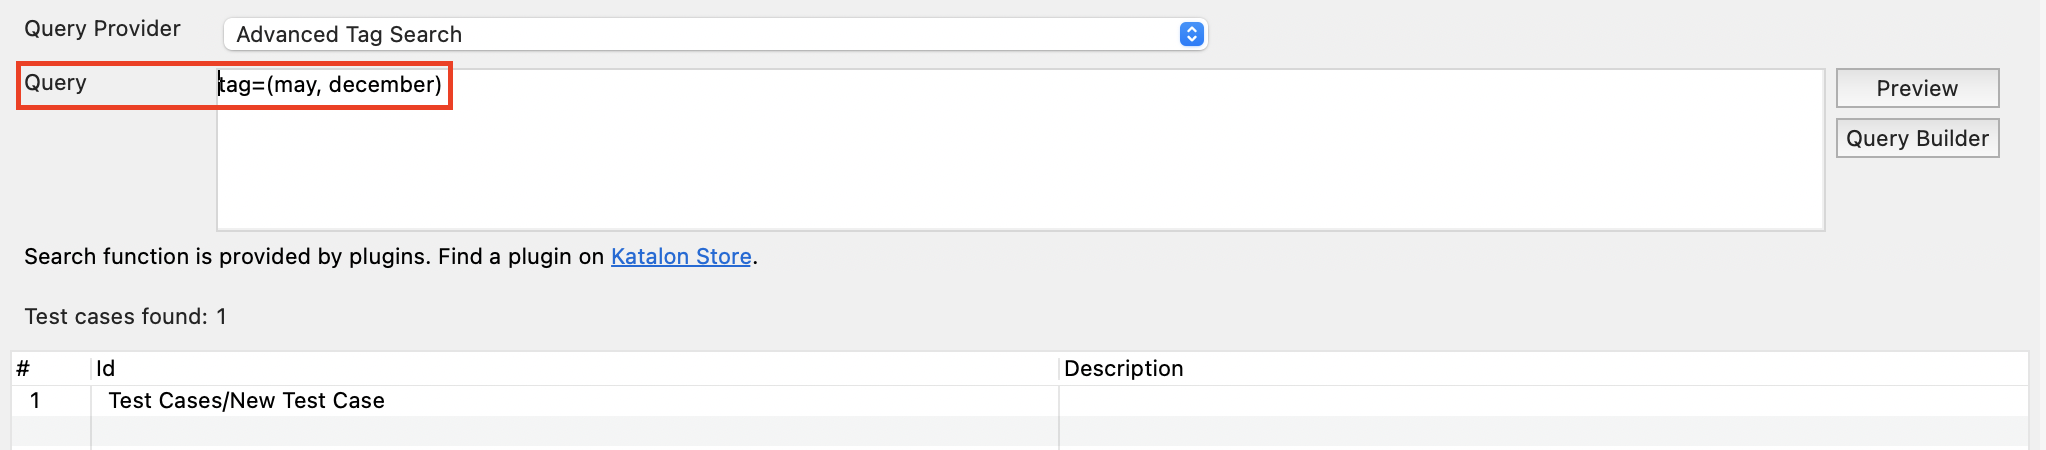 Query Provider Advanced Tag Search
Query tag=(may, december)
Preview
Query Builder
Search function is provided by plugins. Find a plugin on Katalon Store.
Test cases found: 1
# Id Description
1 Test Cases/New Test Case